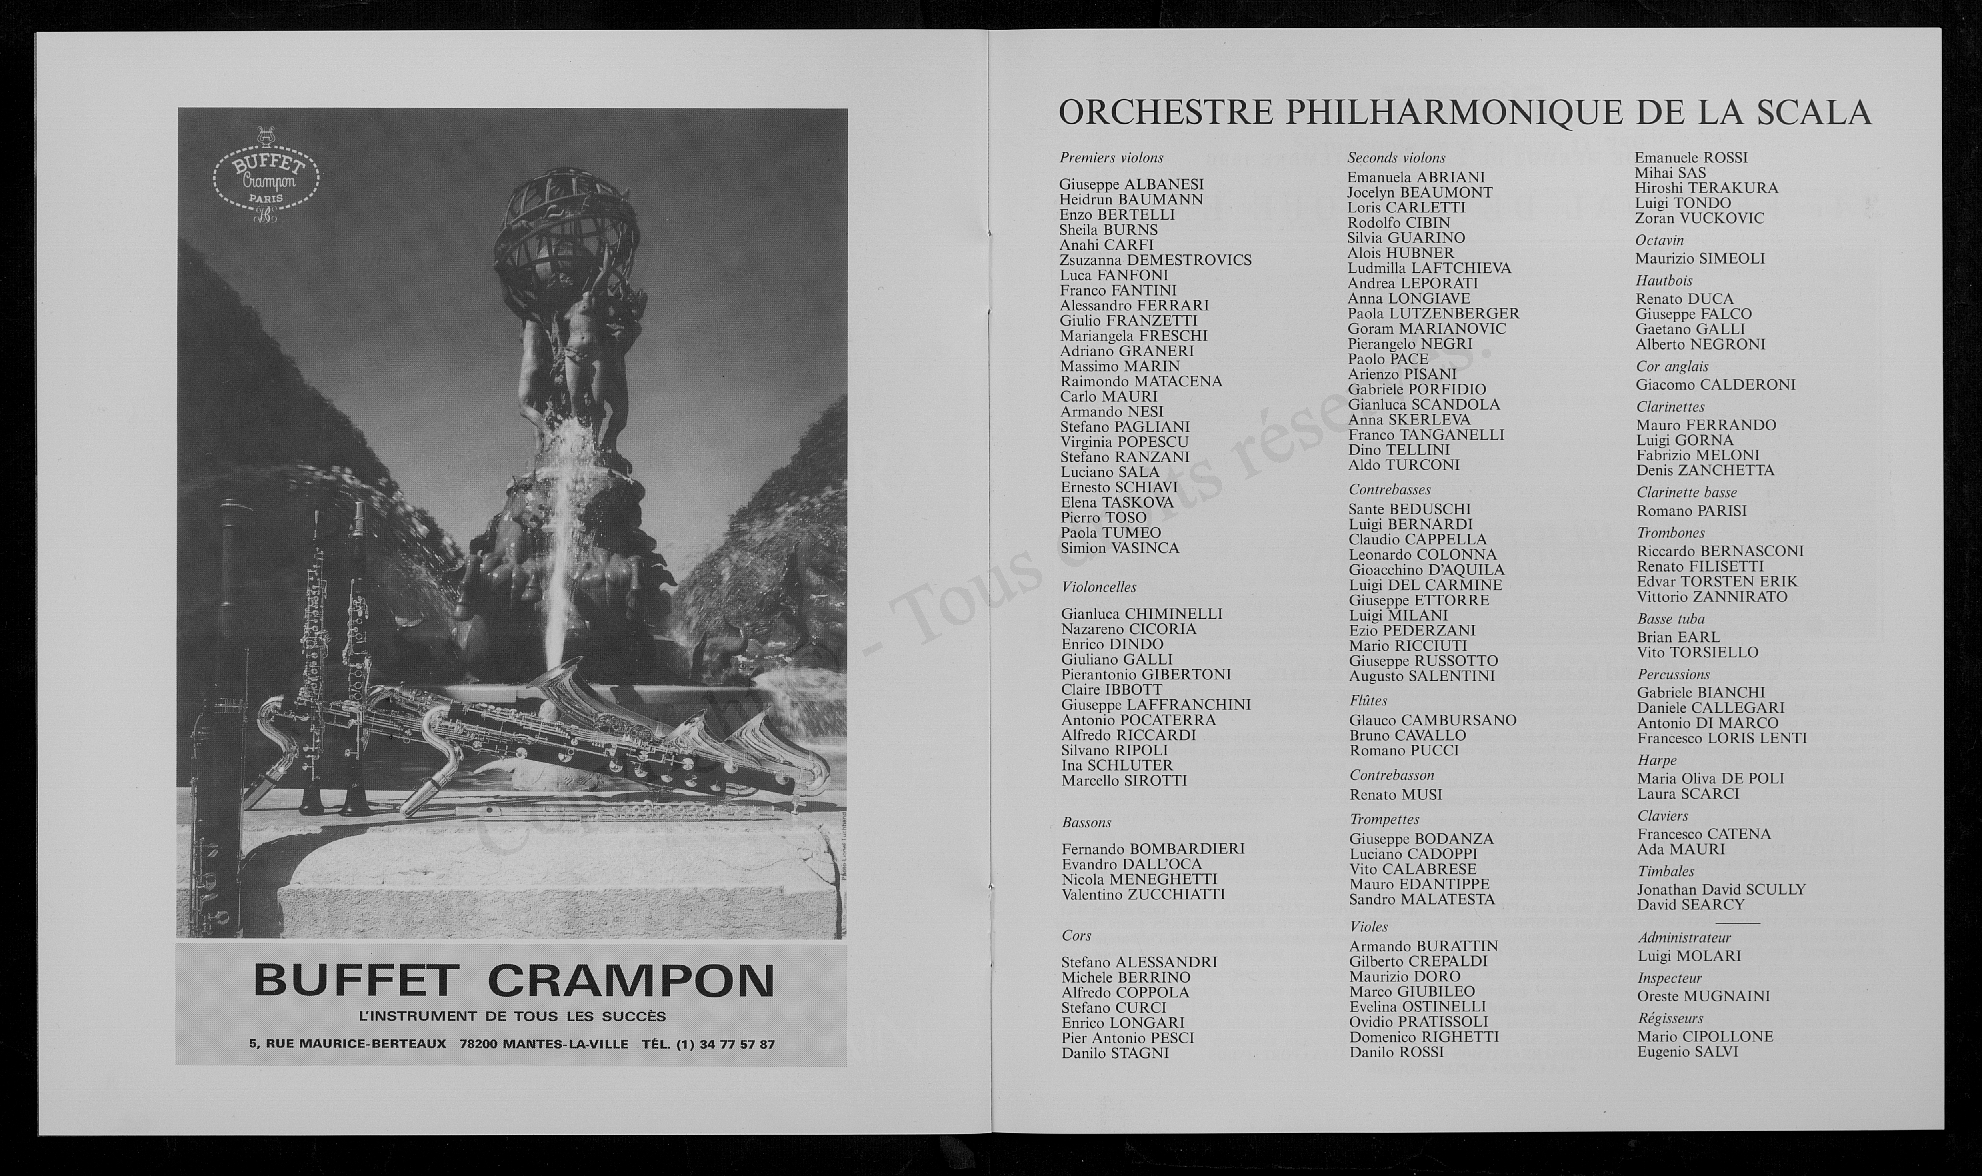 BUFFET
Crampon
PARIS
BUFFET CRAMPON
L'INSTRUMENT DE TOUS LES SUCCÈS
5, RUE MAURICE-BERTEAUX 78200 MANTES-LA-VILLE TÉL. (1) 34 77 57 87
ORCHESTRE PHILHARMONIQUE DE LA SCALA
Premiers violons
Giuseppe ALBANESI
Heidrun BAUMANN
Enzo BERTELLI
Sheila BURNS
Anahi CARFI
Zsuzanna DEMESTROVICS
Luca FANFONI
Franco FANTINI
Alessandro FERRARI
Giulio FRANZETTI
Mariangela FRESCHI
Adriano GRANERI
Massimo MARIN
Raimondo MATACENA
Carlo MAURI
Armando NESI
Stefano PAGLIANI
Virginia POPESCU
Stefano RANZANI
Luciano SALA
Ernesto SCHIAVI
Elena TASKOVA
Pierro TOSO
Paola TUMEO
Simion VASINCA
Violoncelles
Gianluca CHIMINELLI
Nazareno CICORIA
Enrico DINDO
Giuliano GALLI
Pierantonio GIBERTONI
Claire IBBOTT
Giuseppe LAFFRANCHINI
Antonio POCATERRA
Alfredo RICCARDI
Silvano RIPOLI
Ina SCHLUTER
Marcello SIROTTI
Bassons
Fernando BOMBARDIERI
Evandro DALL'OCA
Nicola MENEGHETTI
Valentino ZUCCHIATTI
Cors
Stefano ALESSANDRI
Michele BERRINO
Alfredo COPPOLA
Stefano CURCI
Enrico LONGARI
Pier Antonio PESCI
Danilo STAGNI
Seconds violons
Emanuela ABRIANI
Jocelyn BEAUMONT
Loris CARLETTI
Rodolfo CIBIN
Silvia GUARINO
Alois HUBNER
Ludmilla LAFTCHIEVA
Andrea LEPORATI
Anna LONGIAVE
Paola LUTZENBERGER
Goram MARIANOVIC
Pierangelo NEGRI
Paolo PACE
Arienzo PISANI
Gabriele PORFIDIO
Gianluca SCANDOLA
Anna SKERLEVA
Franco TANGANELLI
Dino TELLINI
Aldo TURCONI
Contrebasses
Sante BEDUSCHI
Luigi BERNARDI
Claudio CAPPELLA
Leonardo COLONNA
Gioacchino D'AQUILA
Luigi DEL CARMINE
Giuseppe ETTORRE
Luigi MILANI
Ezio PEDERZANI
Mario RICCIUTI
Giuseppe RUSSOTTO
Augusto SALENTINI
Flûtes
Glauco CAMBURSANO
Bruno CAVALLO
Romano PUCCI
Contrebasson
Renato MUSI
Trompettes
Giuseppe BODANZA
Luciano CADOPPI
Vito CALABRESE
Mauro EDANTIPPE
Sandro MALATESTA
Violes
Armando BURATTIN
Gilberto CREPALDI
Maurizio DORO
Marco GIUBILEO
Evelina OSTINELLI
Ovidio PRATISSOLI
Domenico RIGHETTI
Danilo ROSSI
Emanuele ROSSI
Mihai SAS
Hiroshi TERAKURA
Luigi TONDO
Zoran VUCKOVIC
Octavin
Maurizio SIMEOLI
Hautbois
Renato DUCA
Giuseppe FALCO
Gaetano GALLI
Alberto NEGRONI
Cor anglais
Giacomo CALDERONI
Clarinettes
Mauro FERRANDO
Luigi GORNA
Fabrizio MELONI
Denis ZANCHETTA
Clarinette basse
Romano PARISI
Trombones
Riccardo BERNASCONI
Renato FILISETTI
Edvar TORSTEN ERIK
Vittorio ZANNIRATO
Basse tuba
Brian EARL
Vito TORSIELLO
Percussions
Gabriele BIANCHI
Daniele CALLEGARI
Antonio DI MARCO
Francesco LORIS LENTI
Harpe
Maria Oliva DE POLI
Laura SCARCI
Claviers
Francesco CATENA
Ada MAURI
Timbales
Jonathan David SCULLY
David SEARCY
Administrateur
Luigi MOLARI
Inspecteur
Oreste MUGNAINI
Régisseurs
Mario CIPOLLONE
Eugenio SALVI
- Tous